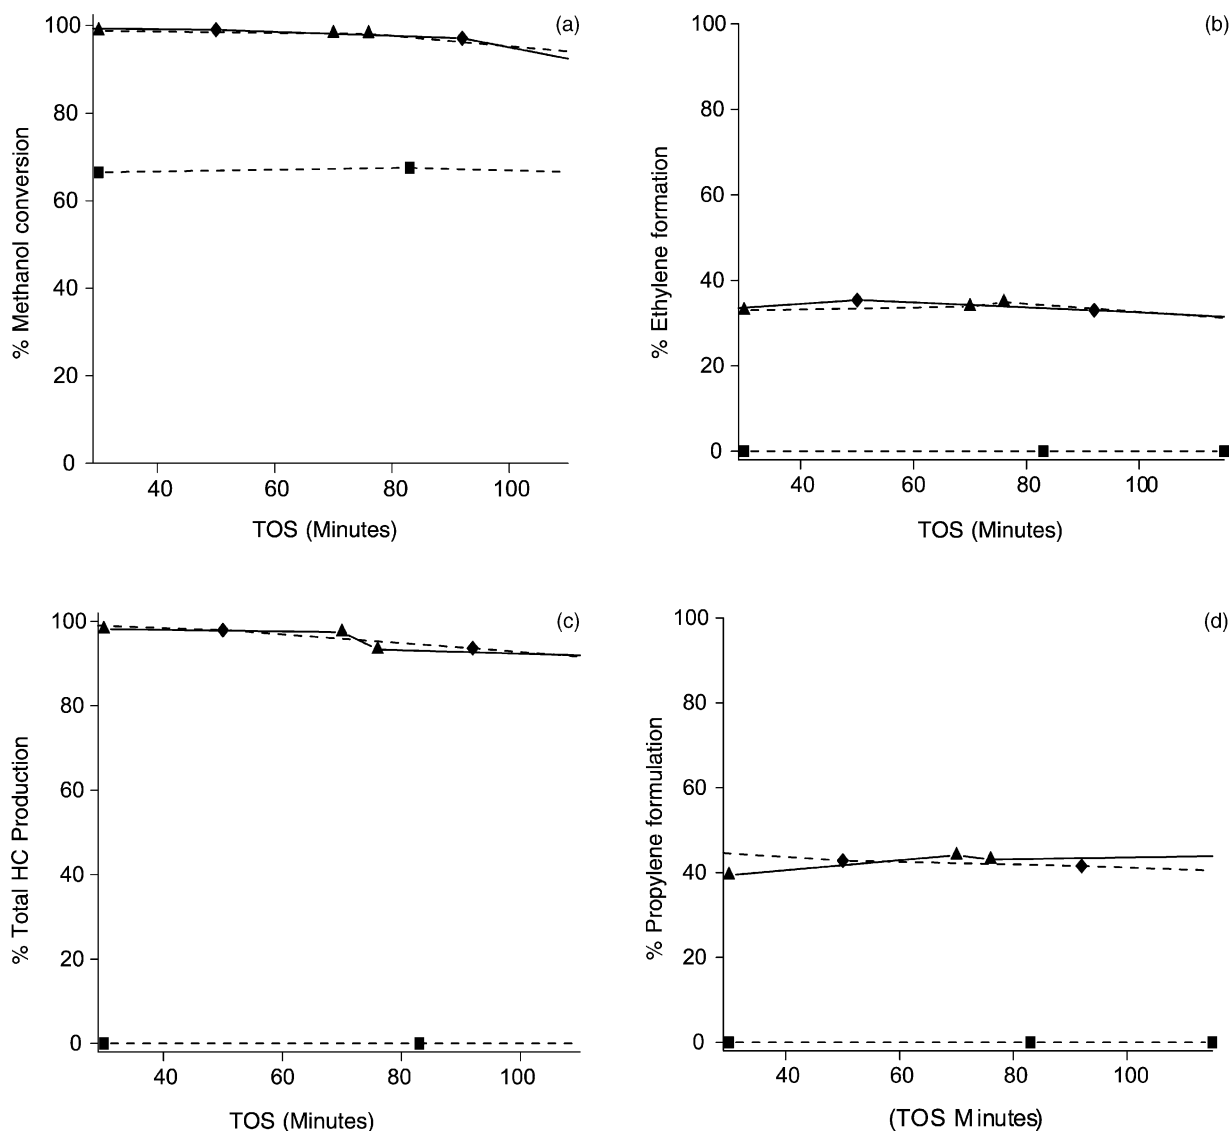 (a)
% Methanol conversion
100
80
60
40
20
0
40 60 80 100
TOS (Minutes)
(b)
% Ethylene formation
100
80
60
40
20
0
40 60 80 100
TOS (Minutes)
(c)
% Total HC Production
100
80
60
40
20
0
40 60 80 100
TOS (Minutes)
(d)
% Propylene formulation
100
80
60
40
20
0
40 60 80 100
(TOS Minutes)